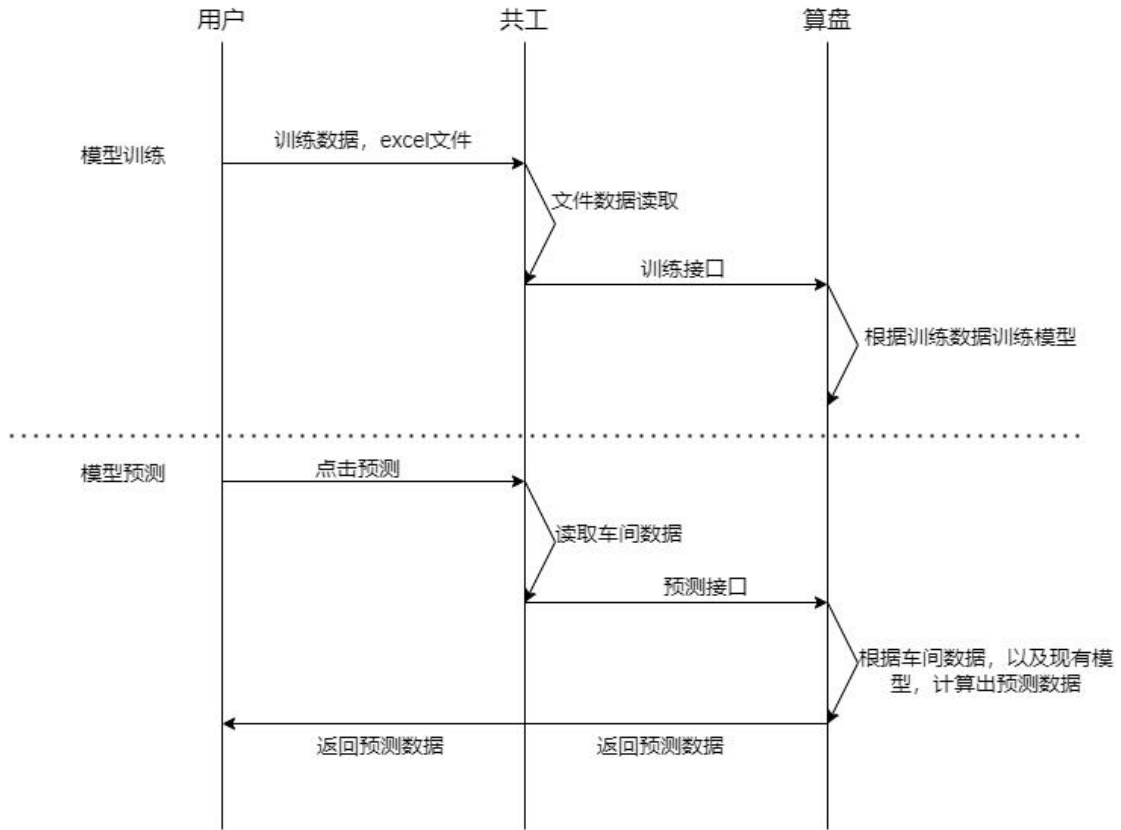 用户
共工
算盘
模型训练
训练数据，excel文件
文件数据读取
训练接口
根据训练数据训练模型
模型预测
点击预测
读取车间数据
预测接口
根据车间数据，以及现有模
型，计算出预测数据
返回预测数据
返回预测数据